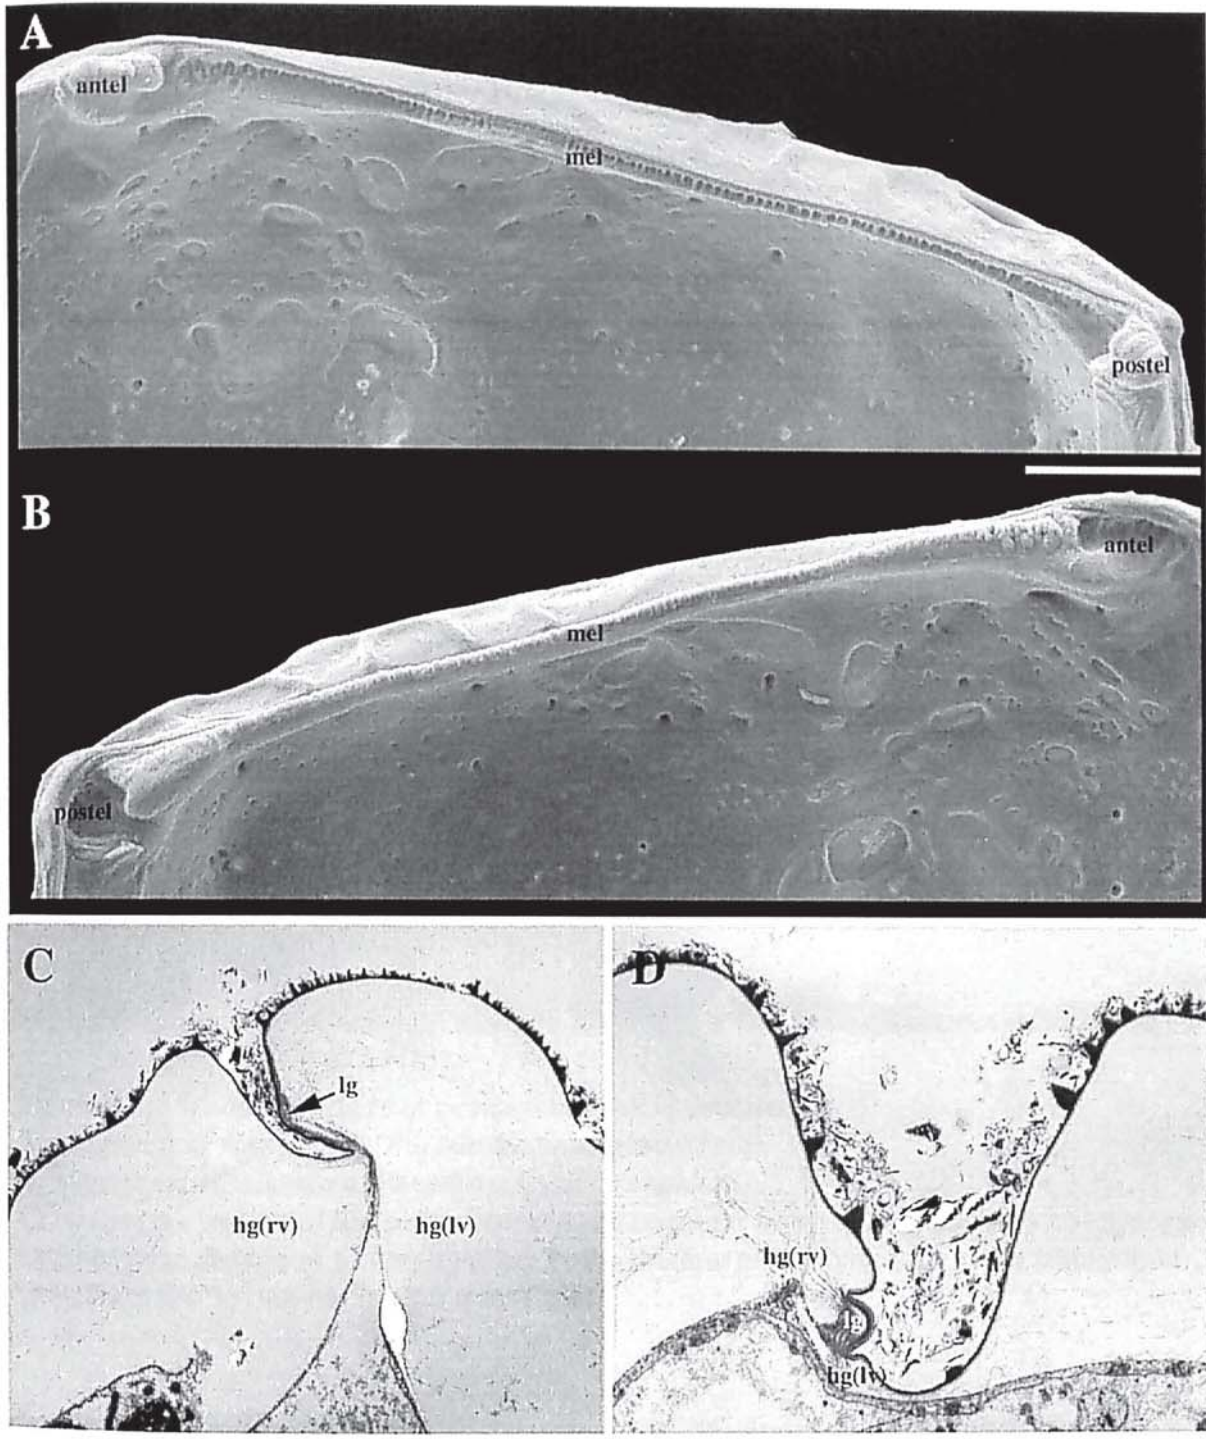 A
antel
mel
postel
B
antel
mel
postel
C
lg
hg(rv) hg(lv)
D
hg(rv)
lg
hg(lv)